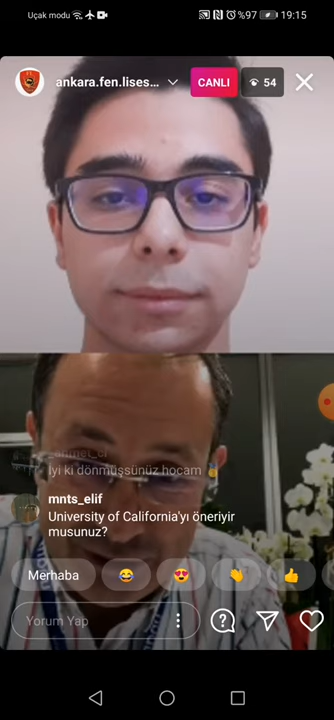 Uçak modu
%97
19:15
ankara.fen.lises...
CANLI
54
İyi ki dönmüşsünüz hocam
mnts_elif
University of California'yı öneriyir
musunuz?
Merhaba
Yorum Yap